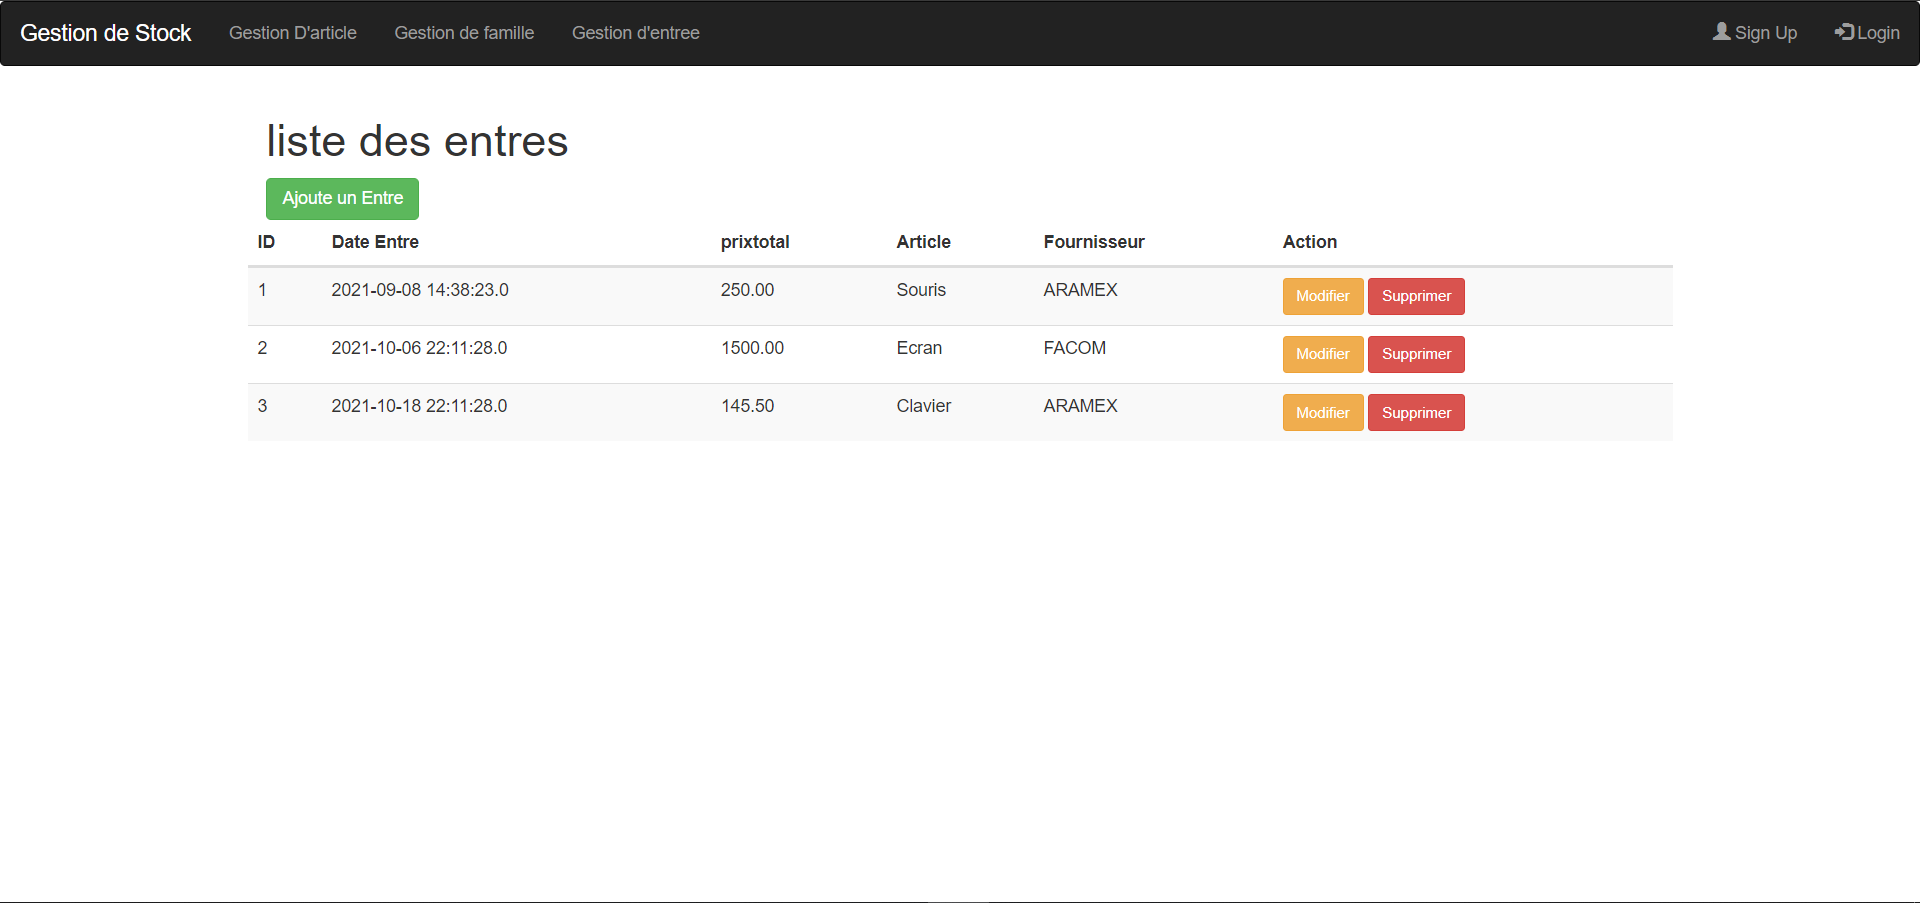 Gestion de Stock Gestion D'article Gestion de famille Gestion d'entree Sign Up Login
liste des entres
Ajoute un Entre
ID Date Entre prixtotal Article Fournisseur Action
1 2021-09-08 14:38:23.0 250.00 Souris ARAMEX Modifier Supprimer
2 2021-10-06 22:11:28.0 1500.00 Ecran FACOM Modifier Supprimer
3 2021-10-18 22:11:28.0 145.50 Clavier ARAMEX Modifier Supprimer